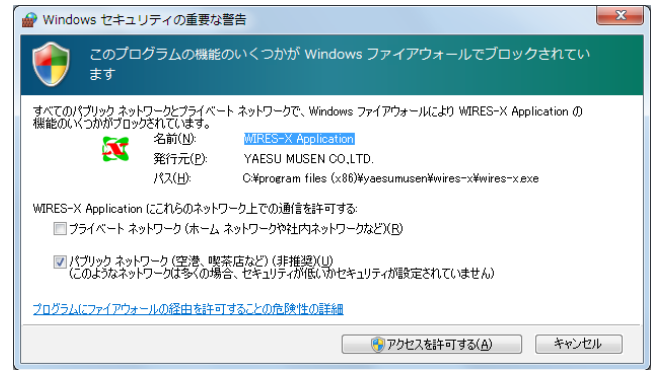 Windows セキュリティの重要な警告
このプログラムの機能のいくつかが Windows ファイアウォールでブロックされてい
ます
すべてのパブリック ネットワークとプライベート ネットワークで、Windows ファイアウォールにより WIRES-X Application の
機能のいくつかがブロックされています。
名前(N): WIRES-X Application
発行元(P): YAESU MUSEN CO.,LTD.
パス(H): C:¥program files (x86)¥yaesumusen¥wires-x¥wires-x.exe
WIRES-X Application にこれらのネットワーク上での通信を許可する:
プライベート ネットワーク (ホーム ネットワークや社内ネットワークなど)(R)
パブリック ネットワーク (空港、喫茶店など) (非推奨)(U)
(このようなネットワークは多くの場合、セキュリティが低いかセキュリティが設定されていません)
プログラムにファイアウォールの経由を許可することの危険性の詳細
アクセスを許可する(A) キャンセル